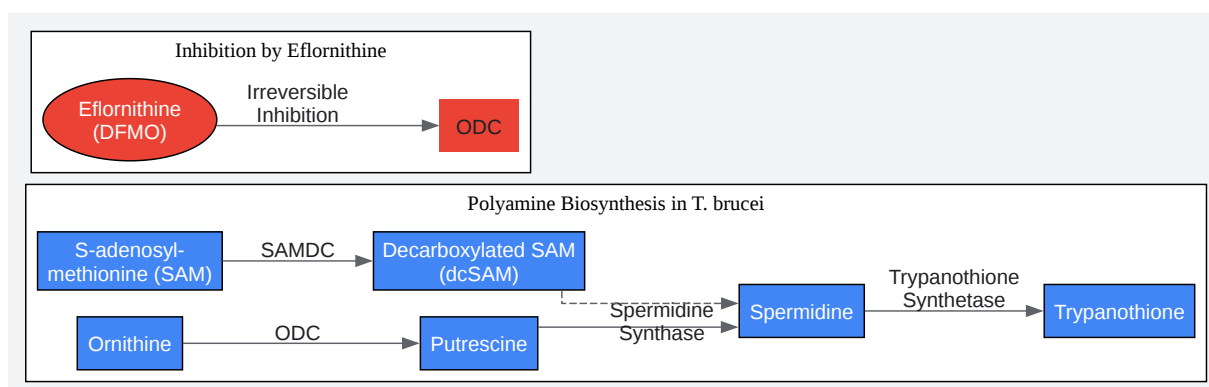 Inhibition by Eflornithine
Eflornithine
(DFMO)
Irreversible
Inhibition
ODC
Polyamine Biosynthesis in T. brucei
S-adenosyl-
methionine (SAM)
SAMDC
Decarboxylated SAM
(dcSAM)
Ornithine
ODC
Putrescine
Spermidine
Synthase
Spermidine
Trypanothione
Synthetase
Trypanothione